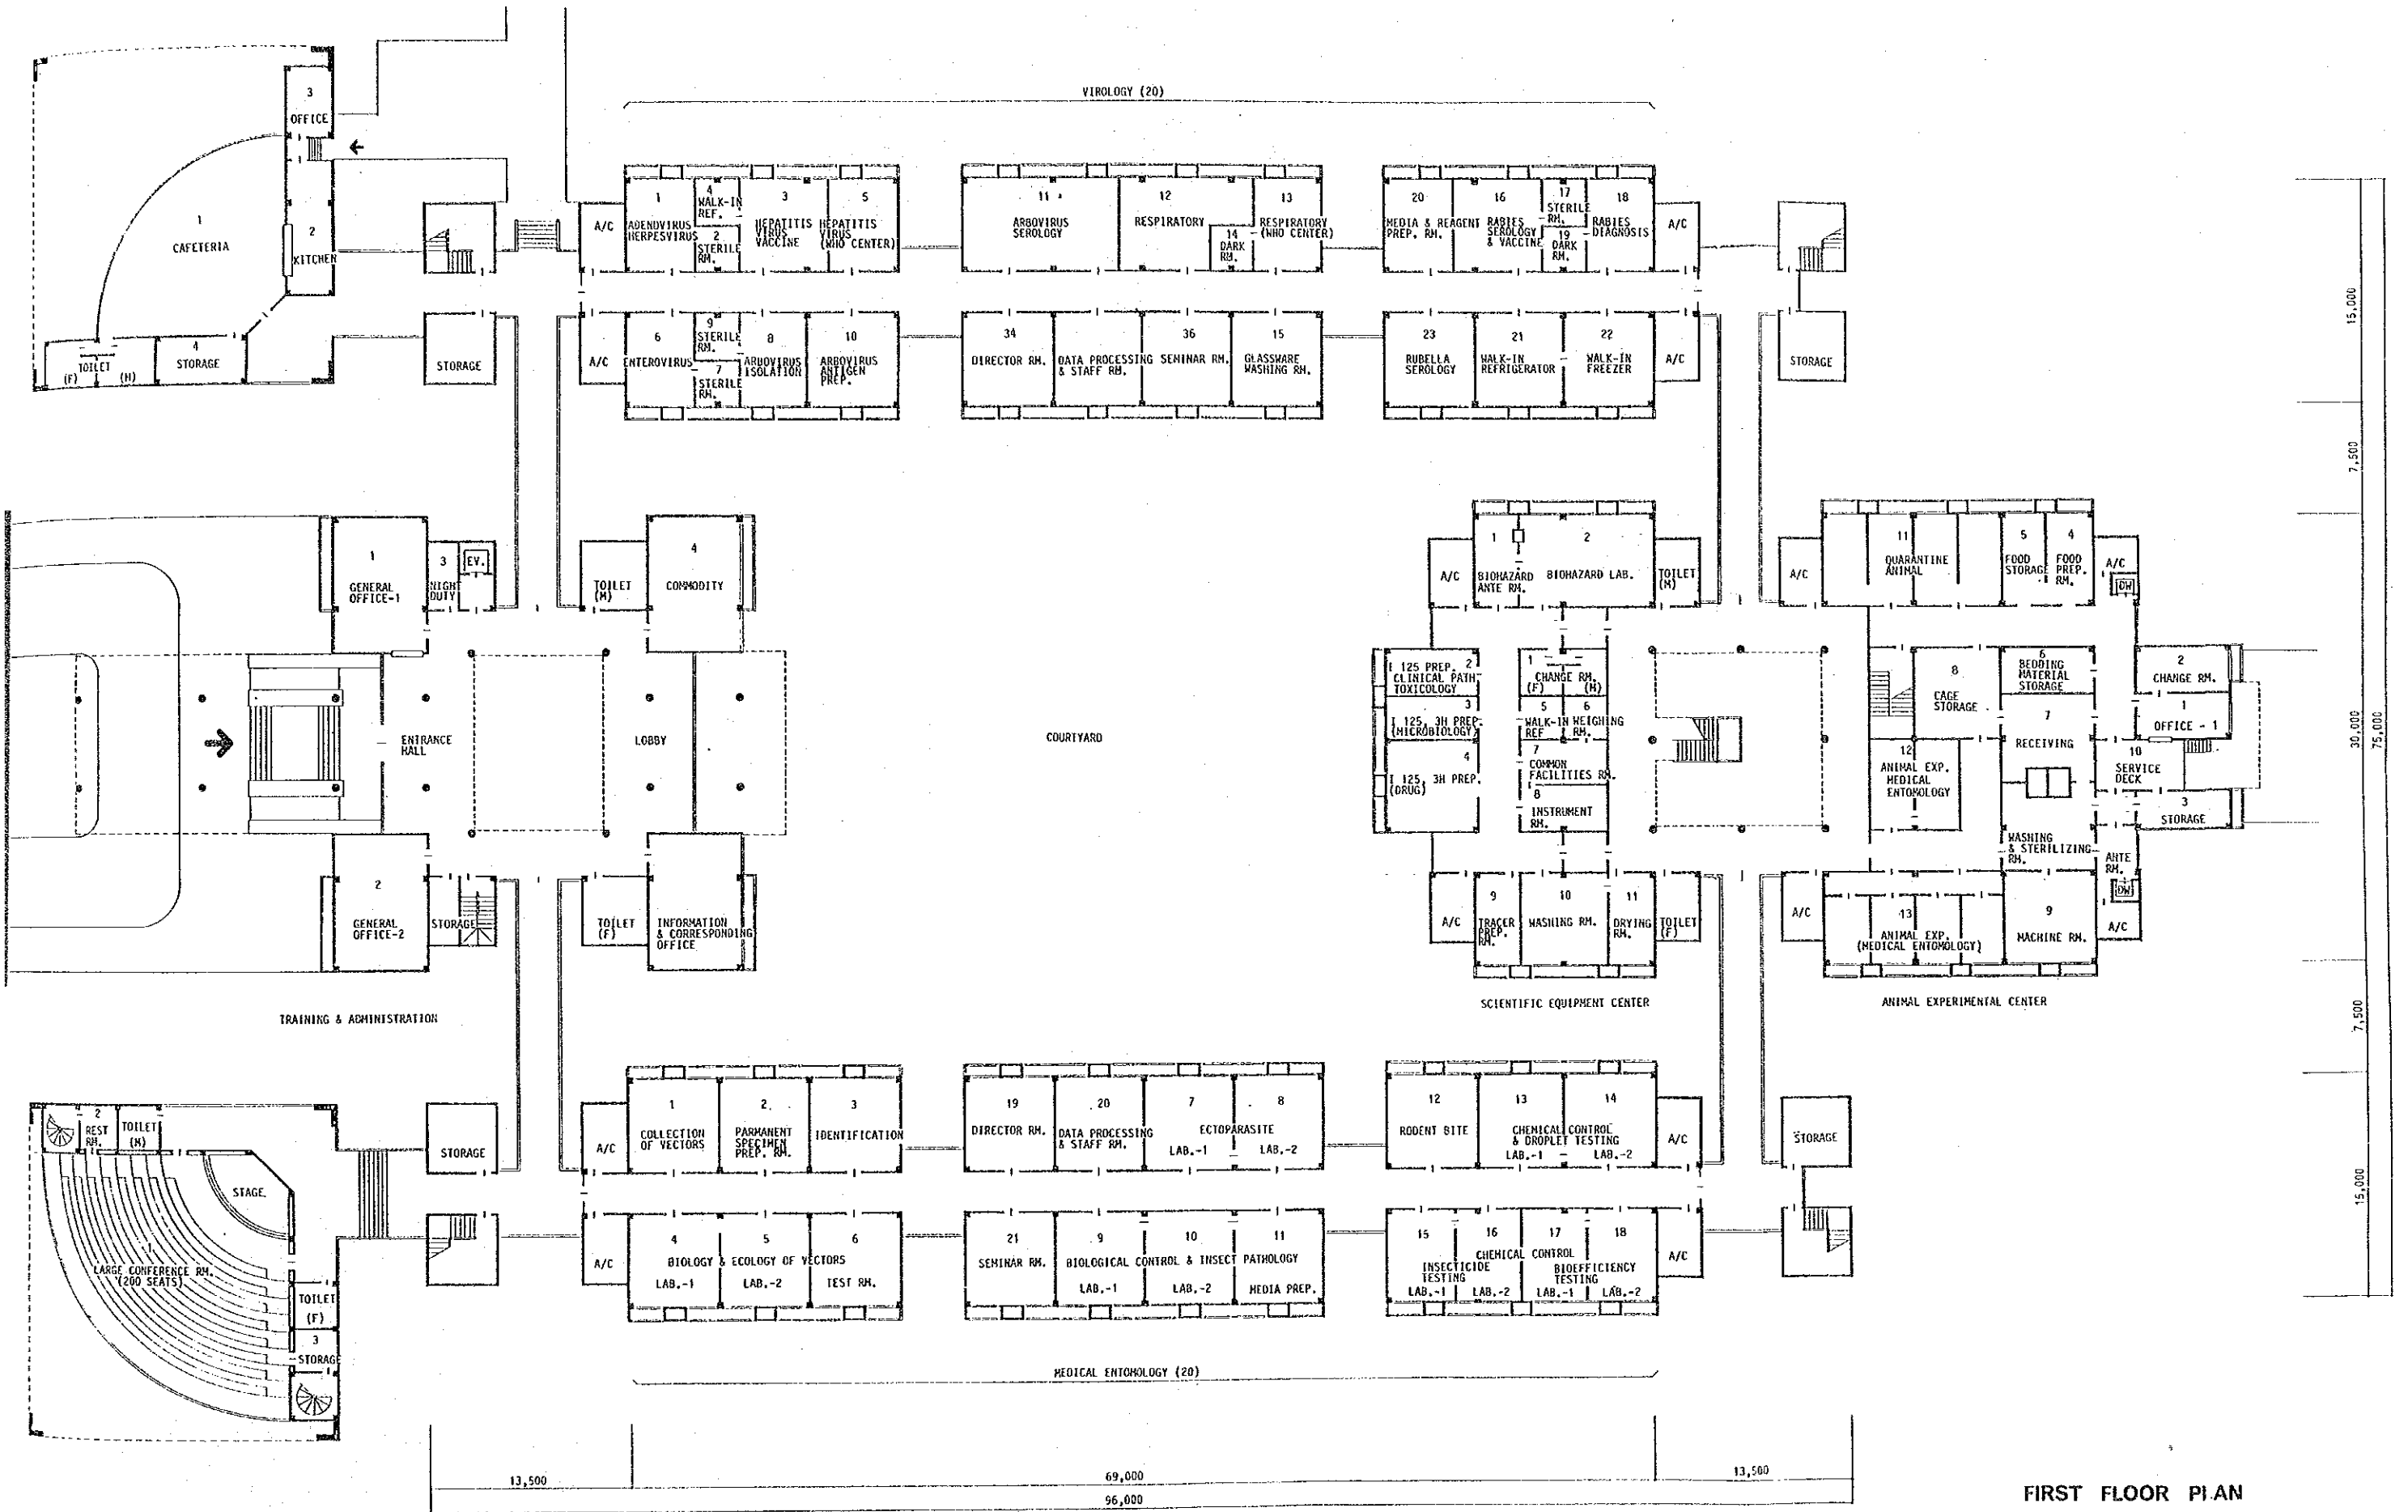 VIROLOGY (20)
3
OFFICE
1
CAFETERIA
2
KITCHEN
4
STORAGE
TOILET
(F) (M)
STORAGE
A/C
1
ADENOVIRUS
HERPESVIRUS
4
WALK-IN
REF.
2
STERILE
RM.
3
HEPATITIS
VIRUS
VACCINE
5
HEPATITIS
VIRUS
(WHO CENTER)
11
ARBOVIRUS
SEROLOGY
12
RESPIRATORY
14
DARK
RM.
13
RESPIRATORY
(WHO CENTER)
20
MEDIA & REAGENT
PREP. RM.
16
RABIES
SEROLOGY
& VACCINE
17
STERILE
RM.
19
DARK
RM.
18
RABIES
DIAGNOSIS
A/C
A/C
6
ENTEROVIRUS
9
STERILE
RM.
7
STERILE
RM.
8
ARBOVIRUS
ISOLATION
10
ARBOVIRUS
ANTIGEN
PREP.
34
DIRECTOR RM.
DATA PROCESSING
& STAFF RM.
36
SEMINAR RM.
15
GLASSWARE
WASHING RM.
23
RUBELLA
SEROLOGY
21
WALK-IN
REFRIGERATOR
22
WALK-IN
FREEZER
A/C
STORAGE
15,000
7,500
30,000
75,000
7,500
15,000
1
GENERAL
OFFICE-1
3
NIGHT
DUTY
EV.
TOILET
(M)
4
COMMODITY
ENTRANCE
HALL
LOBBY
COURTYARD
2
GENERAL
OFFICE-2
STORAGE
TOILET
(F)
INFORMATION
& CORRESPONDING
OFFICE
TRAINING & ADMINISTRATION
A/C
1
BIOHAZARD
ANTE RM.
2
BIOHAZARD LAB.
TOILET
(M)
I 125 PREP. 2
CLINICAL PATH
TOXICOLOGY
3
I 125, 3H PREP.
(MICROBIOLOGY)
4
I 125, 3H PREP.
(DRUG)
1
CHANGE RM.
(F) (M)
5
WALK-IN
REF
6
WEIGHING
RM.
7
COMMON
FACILITIES RM.
8
INSTRUMENT
RM.
A/C
9
TRACER
PREP.
RM.
10
WASHING RM.
11
DRYING
RM.
TOILET
(F)
SCIENTIFIC EQUIPMENT CENTER
A/C
11
QUARANTINE
ANIMAL
5
FOOD
STORAGE
4
FOOD
PREP.
RM.
A/C
DW
8
CAGE
STORAGE
6
BEDDING
MATERIAL
STORAGE
2
CHANGE RM.
1
OFFICE - 1
7
RECEIVING
10
SERVICE
DECK
12
ANIMAL EXP.
MEDICAL
ENTOMOLOGY
3
STORAGE
WASHING
& STERILIZING
RM.
ANTE
RM.
DW
A/C
A/C
13
ANIMAL EXP.
(MEDICAL ENTOMOLOGY)
9
MACHINE RM.
ANIMAL EXPERIMENTAL CENTER
2
REST
RM.
TOILET
(M)
STAGE
1
LARGE CONFERENCE RM.
(200 SEATS)
TOILET
(F)
3
STORAGE
STORAGE
A/C
1
COLLECTION
OF VECTORS
2
PARMANENT
SPECIMEN
PREP. RM.
3
IDENTIFICATION
19
DIRECTOR RM.
20
DATA PROCESSING
& STAFF RM.
7 8
ECTOPARASITE
LAB.-1 LAB.-2
12
RODENT BITE
13 14
CHEMICAL CONTROL
& DROPLET TESTING
LAB.-1 LAB.-2
A/C
STORAGE
A/C
4 5 6
BIOLOGY & ECOLOGY OF VECTORS
LAB.-1 LAB.-2 TEST RM.
21
SEMINAR RM.
9 10 11
BIOLOGICAL CONTROL & INSECT PATHOLOGY
LAB.-1 LAB.-2 MEDIA PREP.
15 16 17 18
CHEMICAL CONTROL
INSECTICIDE
TESTING
BIOEFFICIENCY
TESTING
LAB.-1 LAB.-2 LAB.-1 LAB.-2
A/C
MEDICAL ENTOMOLOGY (20)
13,500 69,000 13,500
96,000
FIRST FLOOR PLAN